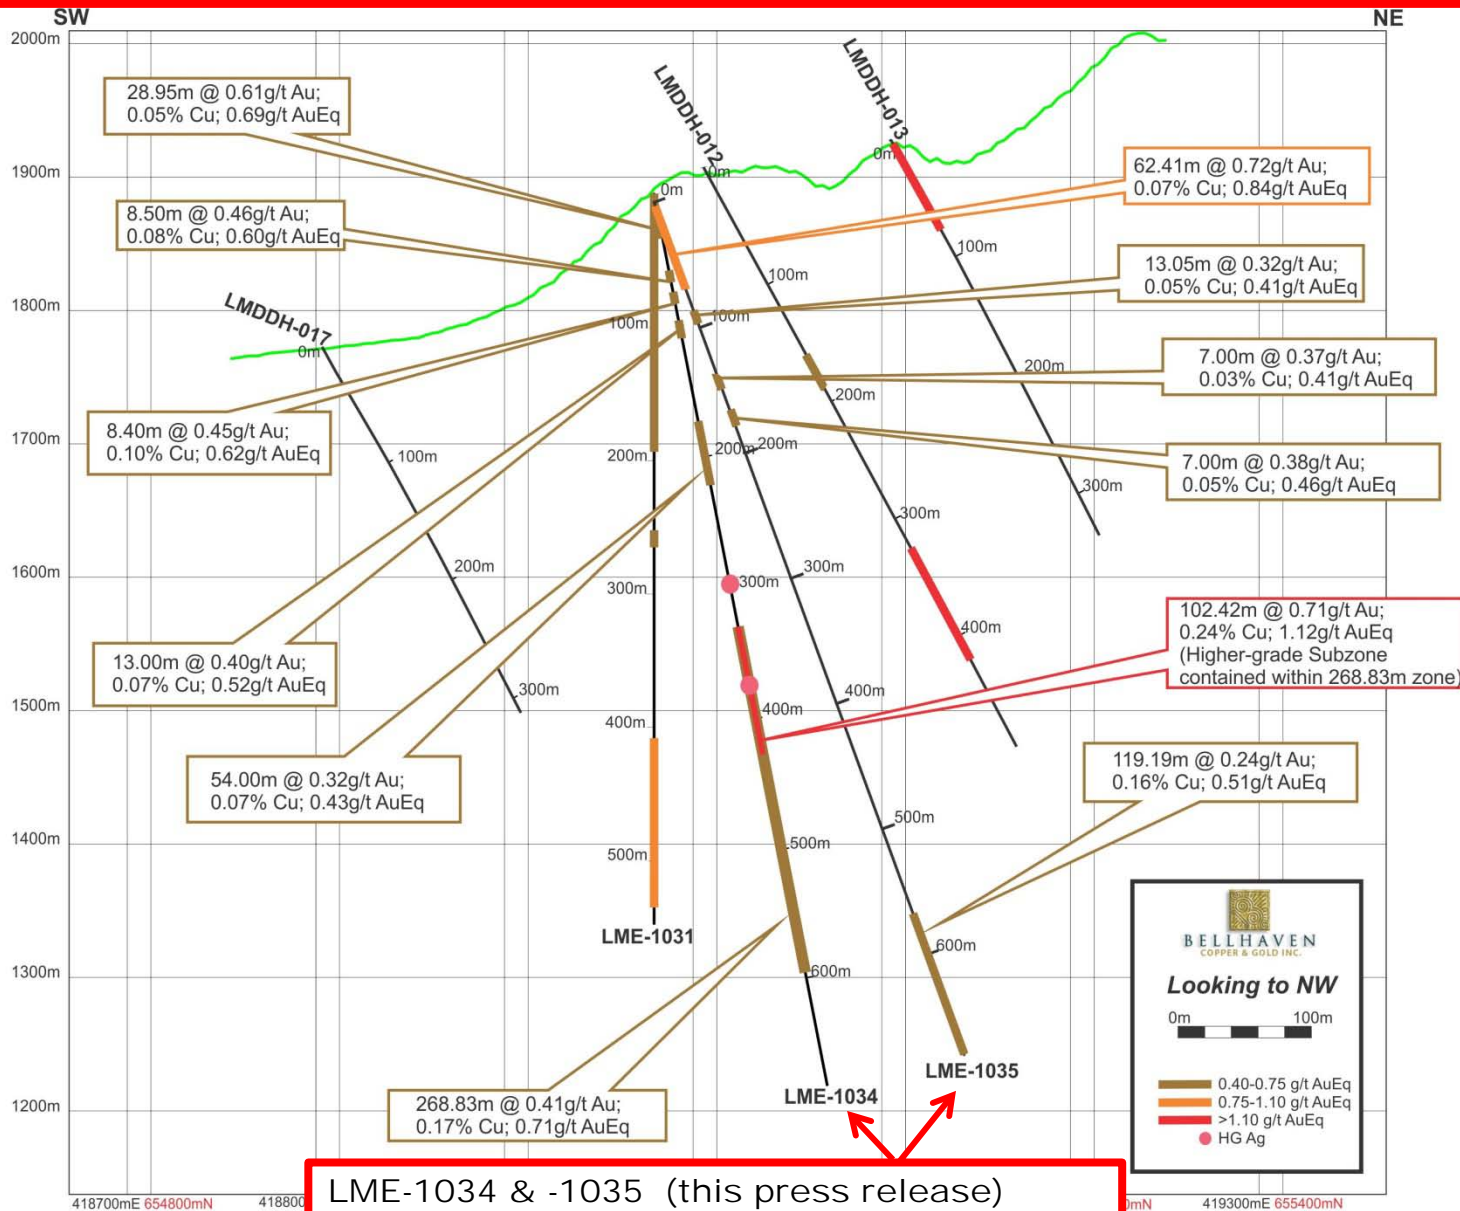 SW
NE
2000m
1900m
1800m
1700m
1600m
1500m
1400m
1300m
1200m
28.95m @ 0.61g/t Au;
0.05% Cu; 0.69g/t AuEq
8.50m @ 0.46g/t Au;
0.08% Cu; 0.60g/t AuEq
8.40m @ 0.45g/t Au;
0.10% Cu; 0.62g/t AuEq
13.00m @ 0.40g/t Au;
0.07% Cu; 0.52g/t AuEq
54.00m @ 0.32g/t Au;
0.07% Cu; 0.43g/t AuEq
268.83m @ 0.41g/t Au;
0.17% Cu; 0.71g/t AuEq
62.41m @ 0.72g/t Au;
0.07% Cu; 0.84g/t AuEq
13.05m @ 0.32g/t Au;
0.05% Cu; 0.41g/t AuEq
7.00m @ 0.37g/t Au;
0.03% Cu; 0.41g/t AuEq
7.00m @ 0.38g/t Au;
0.05% Cu; 0.46g/t AuEq
102.42m @ 0.71g/t Au;
0.24% Cu; 1.12g/t AuEq
(Higher-grade Subzone
contained within 268.83m zone)
119.19m @ 0.24g/t Au;
0.16% Cu; 0.51g/t AuEq
LMDDH-017
0m
100m
200m
300m
LMDDH-012
0m
100m
200m
300m
400m
LMDDH-013
0m
100m
200m
300m
0m
100m
200m
300m
400m
500m
LME-1031
200m
300m
400m
500m
600m
LME-1034
100m
200m
300m
400m
500m
600m
LME-1035
BELLHAVEN
COPPER & GOLD INC.
Looking to NW
0m 100m
0.40-0.75 g/t AuEq
0.75-1.10 g/t AuEq
>1.10 g/t AuEq
HG Ag
LME-1034 & -1035 (this press release)
418700mE 654800mN
419300mE 655400mN